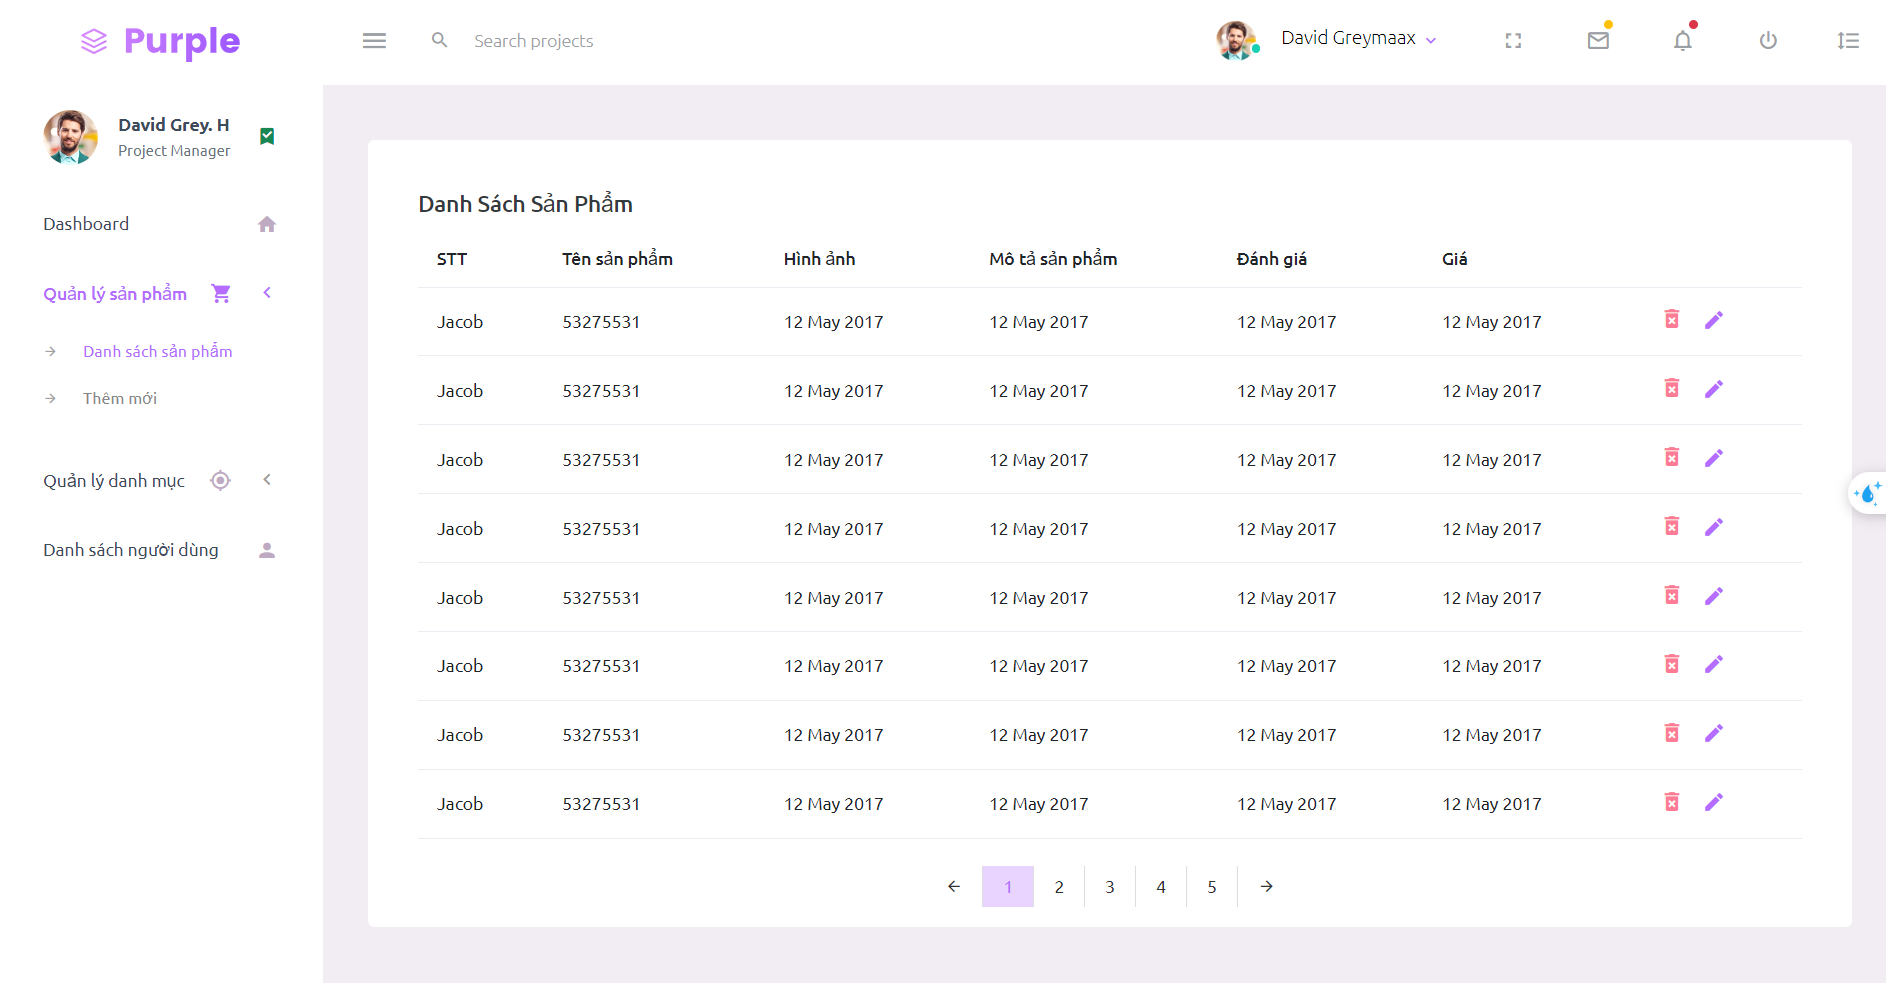 Purple
Search projects
David Greymaax
David Grey. H
Project Manager
Dashboard
Quản lý sản phẩm
Danh sách sản phẩm
Thêm mới
Quản lý danh mục
Danh sách người dùng
Danh Sách Sản Phẩm
STT Tên sản phẩm Hình ảnh Mô tả sản phẩm Đánh giá Giá
Jacob 53275531 12 May 2017 12 May 2017 12 May 2017 12 May 2017
Jacob 53275531 12 May 2017 12 May 2017 12 May 2017 12 May 2017
Jacob 53275531 12 May 2017 12 May 2017 12 May 2017 12 May 2017
Jacob 53275531 12 May 2017 12 May 2017 12 May 2017 12 May 2017
Jacob 53275531 12 May 2017 12 May 2017 12 May 2017 12 May 2017
Jacob 53275531 12 May 2017 12 May 2017 12 May 2017 12 May 2017
Jacob 53275531 12 May 2017 12 May 2017 12 May 2017 12 May 2017
Jacob 53275531 12 May 2017 12 May 2017 12 May 2017 12 May 2017
1 2 3 4 5